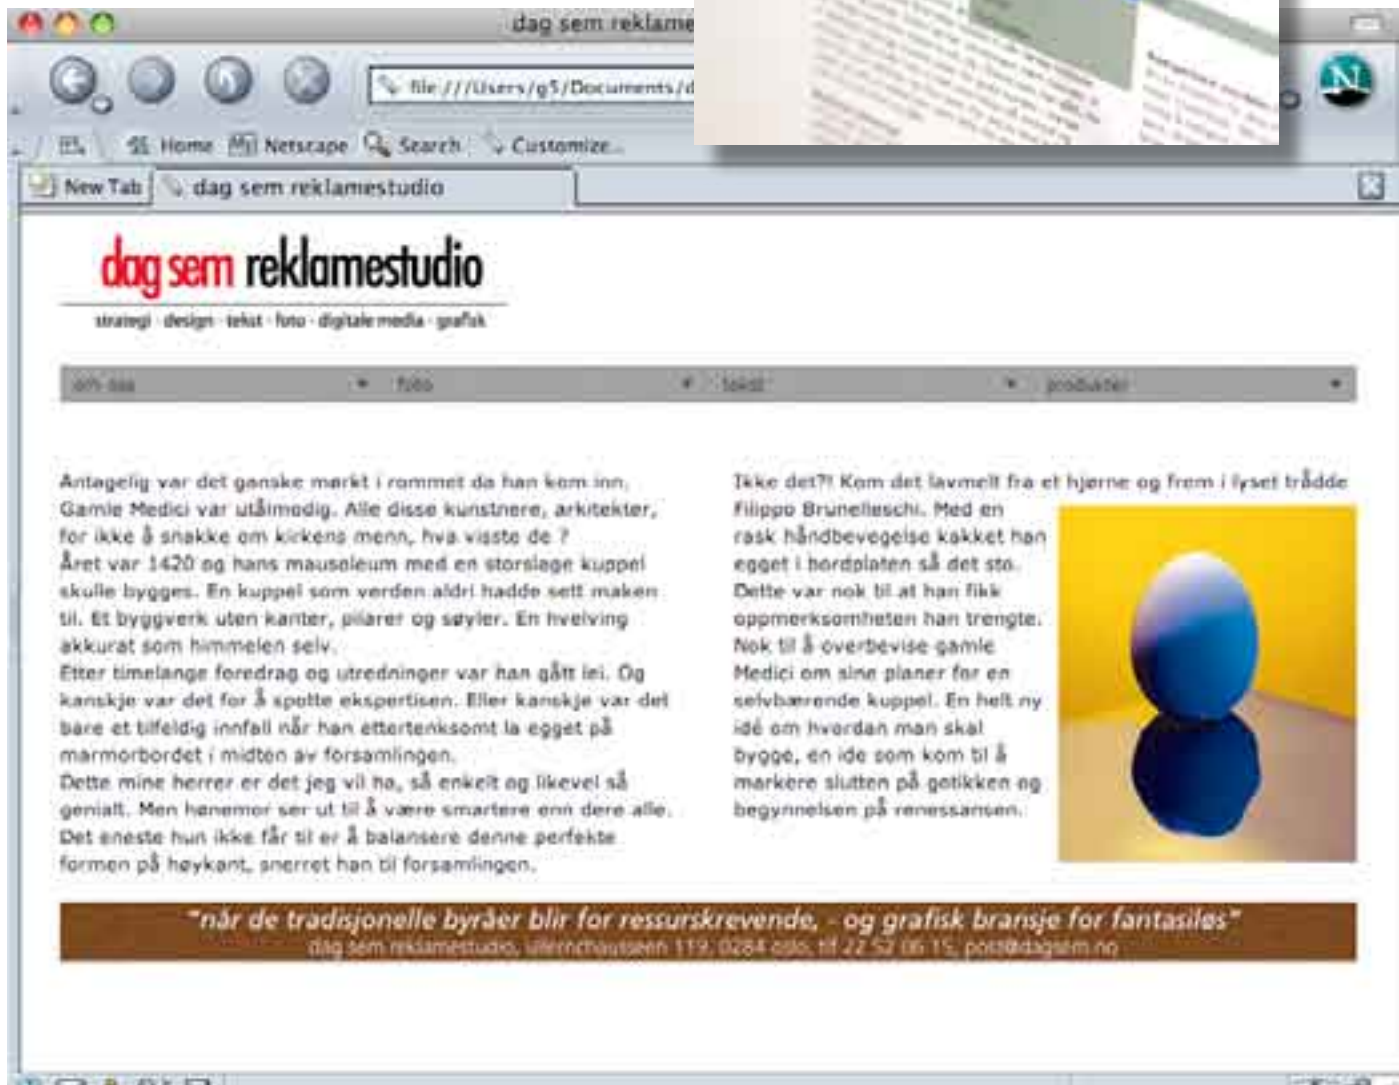 dag sem reklame
file:///Users/g5/Documents/d
Home Netscape Search Customize...
New Tab dag sem reklamestudio
dag sem reklamestudio
strategi · design · tekst · foto · digitale media · grafisk
om oss foto tekst produkter
Antagelig var det ganske mørkt i rommet da han kom inn.
Gamle Medici var utålmodig. Alle disse kunstnere, arkitekter,
for ikke å snakke om kirkens menn, hva visste de ?
Året var 1420 og hans mausoleum med en storslage kuppel
skulle bygges. En kuppel som verden aldri hadde sett maken
til. Et byggverk uten kanter, pilarer og søyler. En hvelving
akkurat som himmelen selv.
Etter timelange foredrag og utredninger var han gått lei. Og
kanskje var det for å spotte ekspertisen. Eller kanskje var det
bare et tilfeldig innfall når han ettertenksomt la egget på
marmorbordet i midten av forsamlingen.
Dette mine herrer er det jeg vil ha, så enkelt og likevel så
genialt. Men hønemor ser ut til å være smartere enn dere alle.
Det eneste hun ikke får til er å balansere denne perfekte
formen på høykant, snerret han til forsamlingen.
Ikke det?! Kom det lavmelt fra et hjørne og frem i lyset trådde
Filippo Brunelleschi. Med en
rask håndbevegelse kakket han
egget i bordplaten så det sto.
Dette var nok til at han fikk
oppmerksomheten han trengte.
Nok til å overbevise gamle
Medici om sine planer for en
selvbærende kuppel. En helt ny
idé om hvordan man skal
bygge, en ide som kom til å
markere slutten på gotikken og
begynnelsen på renessansen.
"når de tradisjonelle byråer blir for ressurskrevende, - og grafisk bransje for fantasiløs"
dag sem reklamestudio, ullernchausseen 119, 0284 oslo, tlf 22 52 06 15, post@dagsem.no